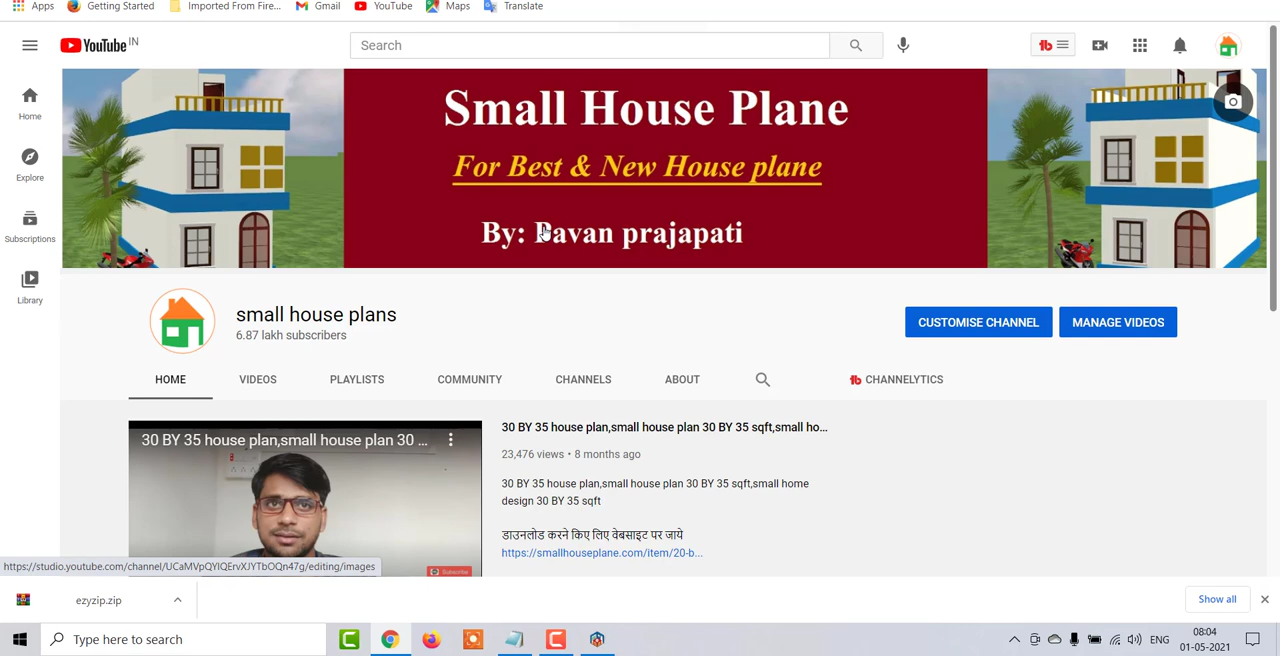 Apps Getting Started Imported From Fire... Gmail YouTube Maps Translate
YouTube IN
Search
Small House Plane
For Best & New House plane
By: Pavan prajapati
Home
Explore
Subscriptions
Library
small house plans
6.87 lakh subscribers
CUSTOMISE CHANNEL MANAGE VIDEOS
HOME VIDEOS PLAYLISTS COMMUNITY CHANNELS ABOUT CHANNELYTICS
30 BY 35 house plan,small house plan 30 ...
30 BY 35 house plan,small house plan 30 BY 35 sqft,small ho...
23,476 views • 8 months ago
30 BY 35 house plan,small house plan 30 BY 35 sqft,small home
design 30 BY 35 sqft
डाउनलोड करने किए लिए वेबसाइट पर जाये
https://smallhouseplane.com/item/20-b...
Subscribe
https://studio.youtube.com/channel/UCaMVpQYlQErvXJYTbOQn47g/editing/images
ezyzip.zip
Show all
Type here to search
ENG
08:04
01-05-2021